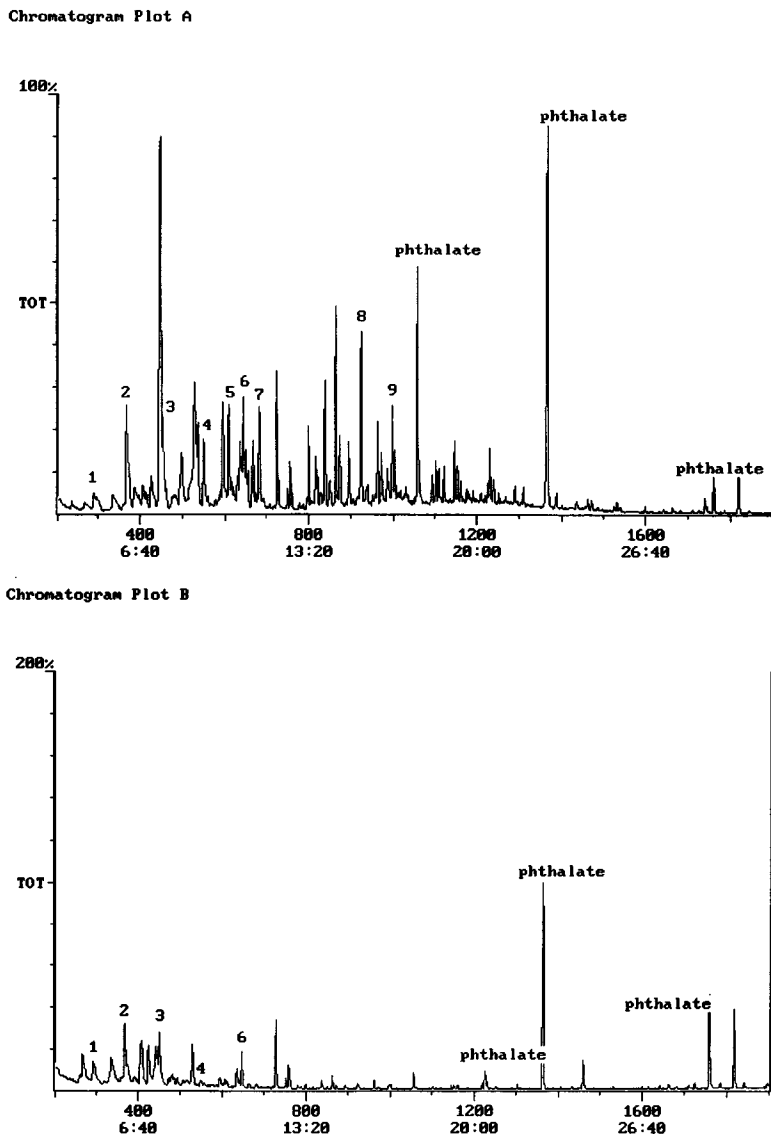 Chromatogram Plot A
100%
phthalate
phthalate
TOT
8
2 3 5 6 7 9
4
1
phthalate
400 800 1200 1600
6:40 13:20 20:00 26:40
Chromatogram Plot B
200%
TOT
phthalate
2 3
1 4 6
phthalate
phthalate
400 800 1200 1600
6:40 13:20 20:00 26:40